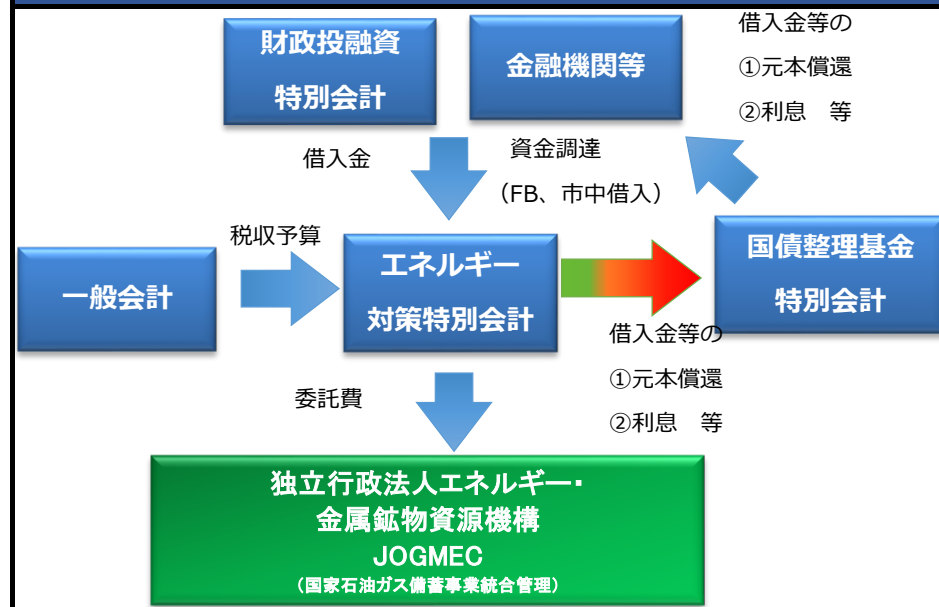 財政投融資
特別会計
金融機関等
借入金等の
①元本償還
②利息　等
借入金
資金調達
（FB、市中借入）
税収予算
一般会計
エネルギー
対策特別会計
国債整理基金
特別会計
借入金等の
①元本償還
②利息　等
委託費
独立行政法人エネルギー・
金属鉱物資源機構
JOGMEC
（国家石油ガス備蓄事業統合管理）